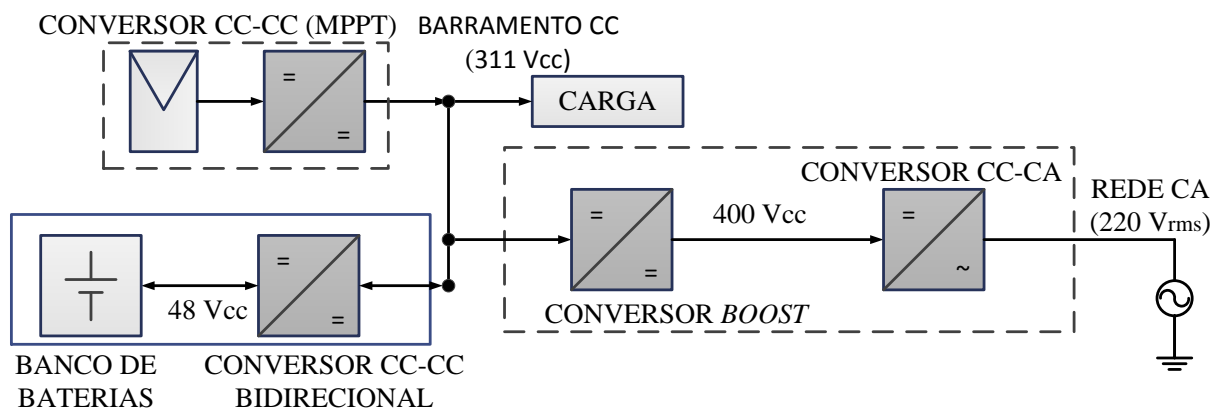 CONVERSOR CC-CC (MPPT)
BARRAMENTO CC
(311 Vcc)
=
=
CARGA
CONVERSOR CC-CA
=
=
400 Vcc
=
~
REDE CA
(220 Vrms)
CONVERSOR BOOST
48 Vcc
=
=
BANCO DE
BATERIAS
CONVERSOR CC-CC
BIDIRECIONAL